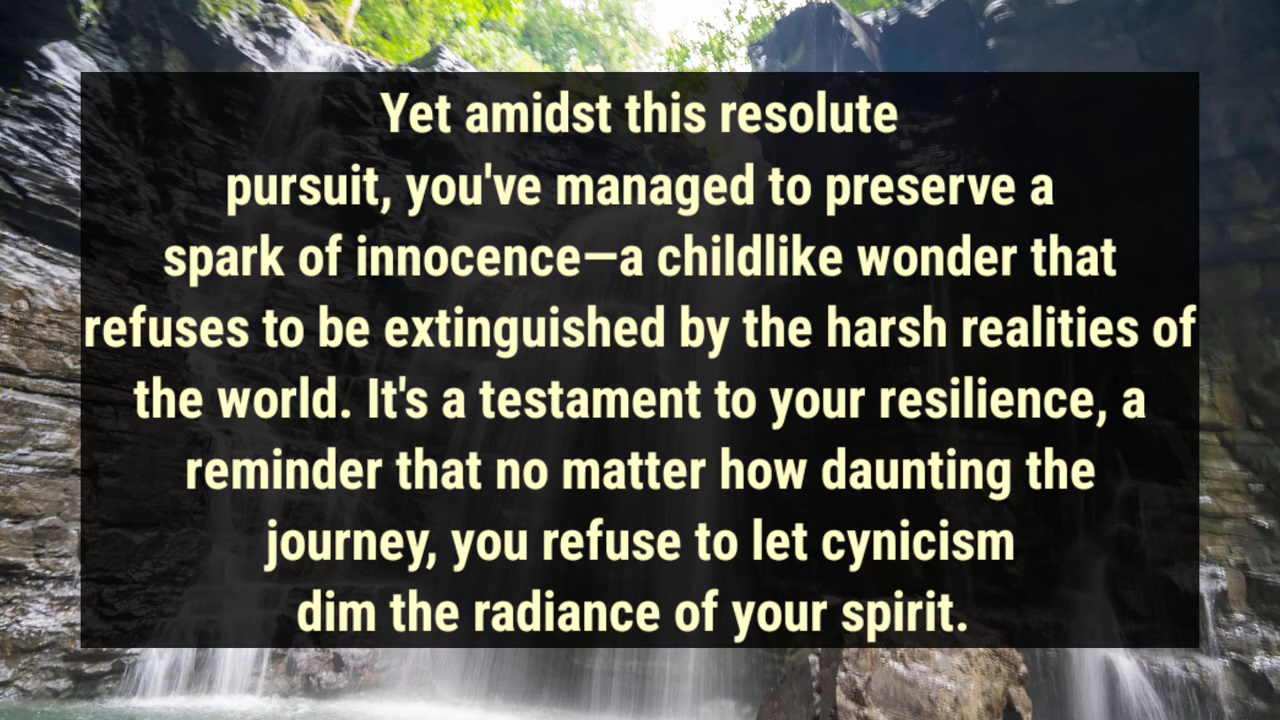 Yet amidst this resolute
pursuit, you've managed to preserve a
spark of innocence—a childlike wonder that
refuses to be extinguished by the harsh realities of
the world. It's a testament to your resilience, a
reminder that no matter how daunting the
journey, you refuse to let cynicism
dim the radiance of your spirit.